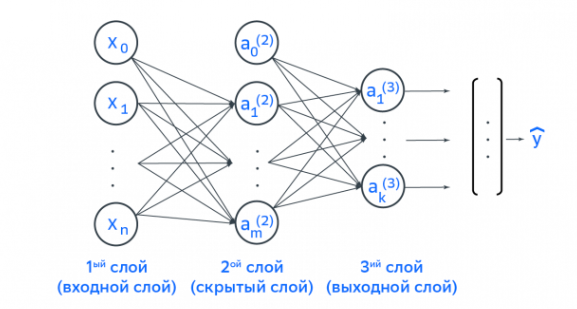 x₀ a₀⁽²⁾
x₁ a₁⁽²⁾ a₁⁽³⁾
ŷ
xₙ aₘ⁽²⁾ aₖ⁽³⁾
1ый слой 2ой слой 3ий слой
(входной слой) (скрытый слой) (выходной слой)